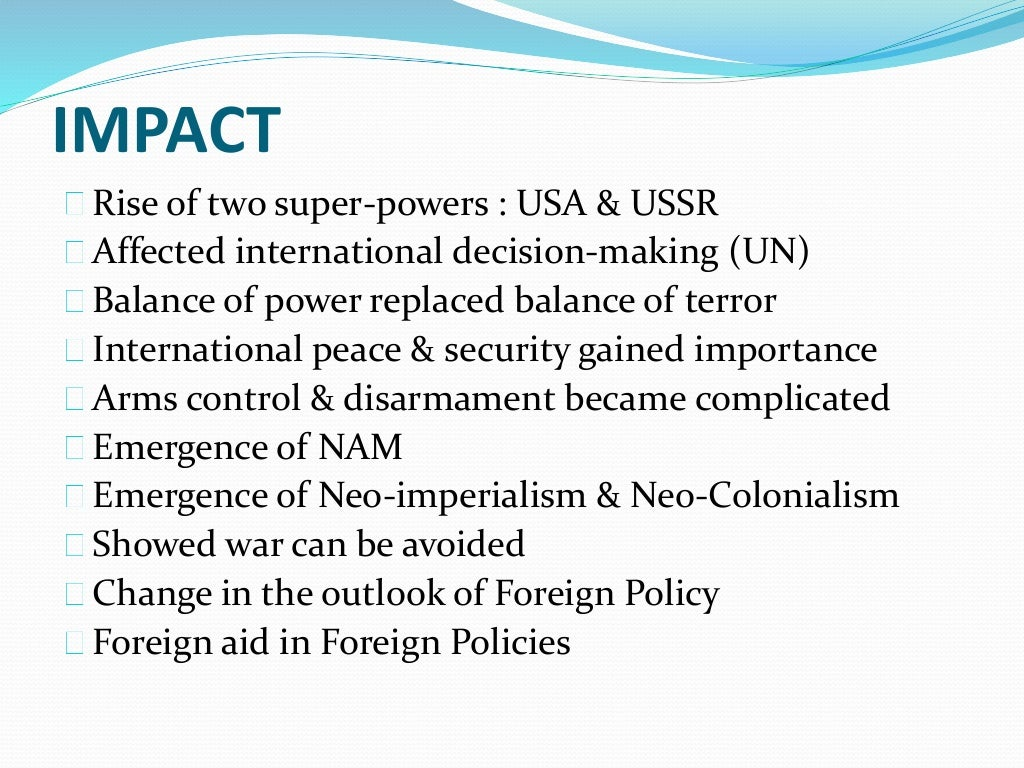 IMPACT
Rise of two super-powers : USA & USSR
Affected international decision-making (UN)
Balance of power replaced balance of terror
International peace & security gained importance
Arms control & disarmament became complicated
Emergence of NAM
Emergence of Neo-imperialism & Neo-Colonialism
Showed war can be avoided
Change in the outlook of Foreign Policy
Foreign aid in Foreign Policies